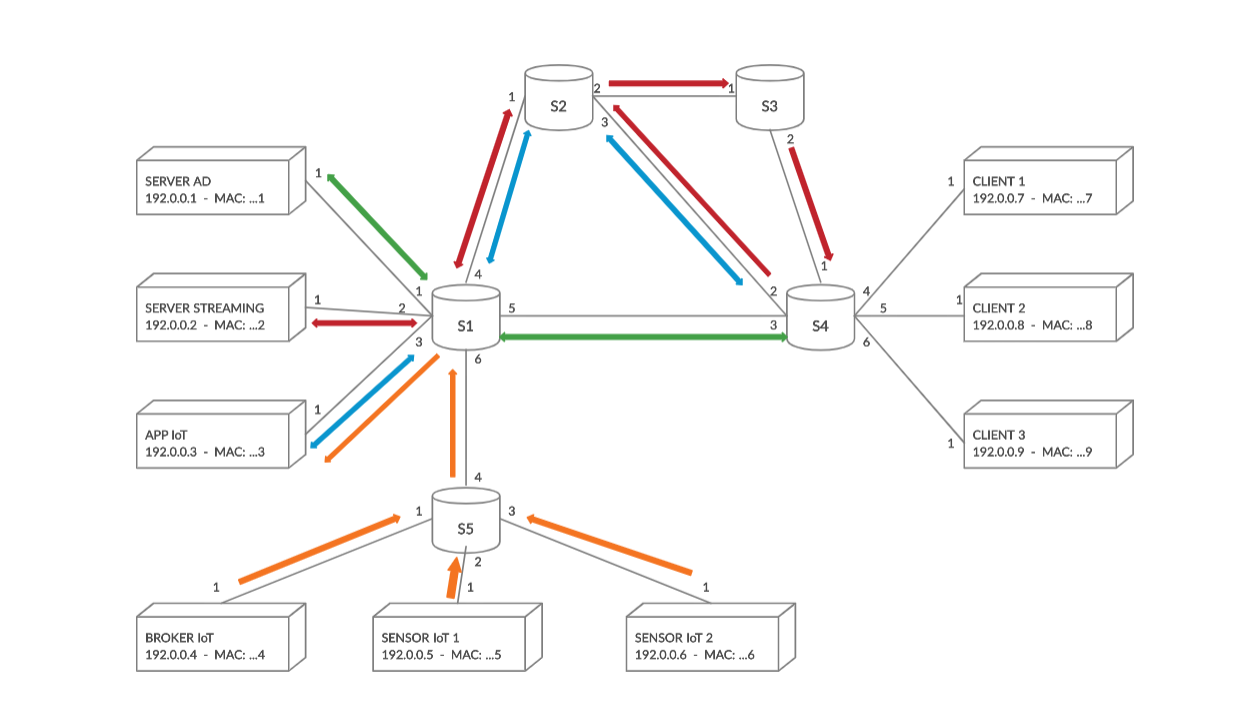 S2
S3
1
2
3
1
2
1
SERVER AD
192.0.0.1 - MAC: ...1
1
CLIENT 1
192.0.0.7 - MAC: ...7
1
SERVER STREAMING
192.0.0.2 - MAC: ...2
1
1
2
3
4
5
6
S1
1
2
3
4
5
6
S4
CLIENT 2
192.0.0.8 - MAC: ...8
1
APP IoT
192.0.0.3 - MAC: ...3
1
CLIENT 3
192.0.0.9 - MAC: ...9
1
1
2
3
4
S5
BROKER IoT
192.0.0.4 - MAC: ...4
1
SENSOR IoT 1
192.0.0.5 - MAC: ...5
1
SENSOR IoT 2
192.0.0.6 - MAC: ...6
1